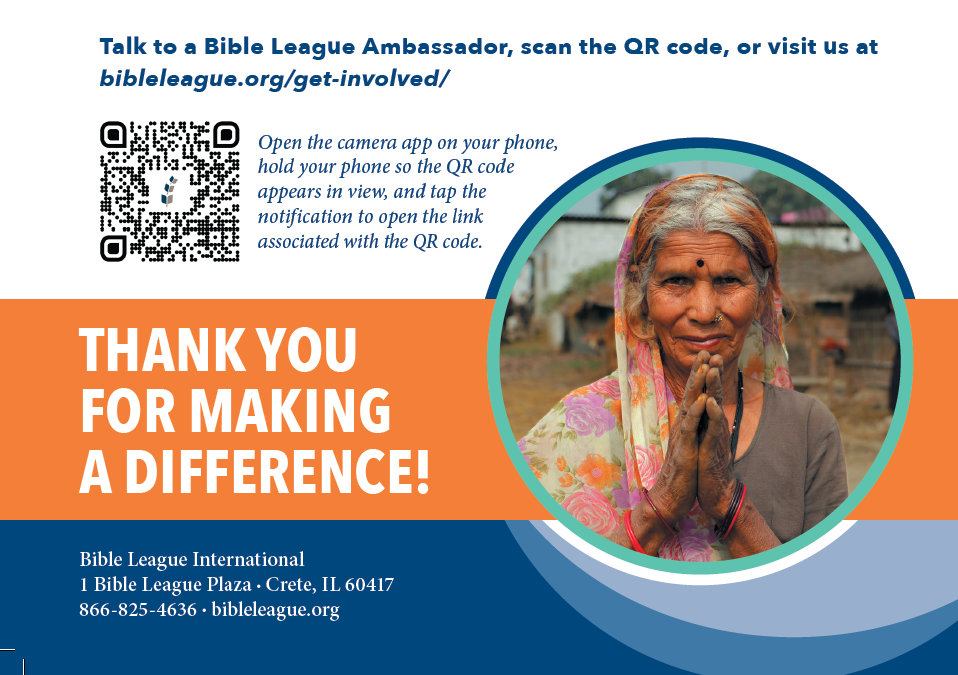 Talk to a Bible League Ambassador, scan the QR code, or visit us at
bibleleague.org/get-involved/
Open the camera app on your phone,
hold your phone so the QR code
appears in view, and tap the
notification to open the link
associated with the QR code.
THANK YOU
FOR MAKING
A DIFFERENCE!
Bible League International
1 Bible League Plaza · Crete, IL 60417
866-825-4636 · bibleleague.org